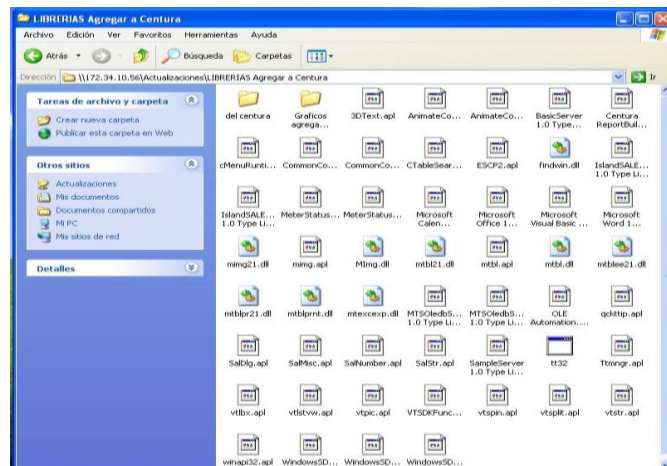 LIBRERIAS Agregar a Centura
Archivo Edición Ver Favoritos Herramientas Ayuda
Atrás Búsqueda Carpetas
Dirección \\172.34.10.56\Actualizaciones\LIBRERIAS Agregar a Centura Ir
Tareas de archivo y carpeta
Crear nueva carpeta
Publicar esta carpeta en Web
Otros sitios
Actualizaciones
Mis documentos
Documentos compartidos
Mi PC
Mis sitios de red
Detalles
del centura Graficos agrega... 3DText.apl AnimateCo... AnimateCo... BasicServer 1.0 Type... Centura ReportBuil...
cMenuRunti... CommonCo... CommonCo... CTableSear... ESCP2.apl findwin.dll IslandSALE... 1.0 Type Li...
IslandSALE... 1.0 Type Li... MeterStatus... MeterStatus... Microsoft Calen... Microsoft Office 1... Microsoft Visual Basic ... Microsoft Word 1...
mimg21.dll mimg.apl MImg.dll mtbl21.dll mtbl.apl mtbl.dll mtblee21.dll
mtblpr21.dll mtblprnt.dll mtexcexp.dll MTSOledbS... 1.0 Type Li... MTSOledbS... 1.0 Type Li... OLE Automation.... qckttip.apl
SalDlg.apl SalMisc.apl SalNumber.apl SalStr.apl SampleServer 1.0 Type Li... tt32 Ttmngr.apl
vtlbx.apl vtlstvw.apl vtpic.apl VTSDKFunc... vtspin.apl vtsplit.apl vtstr.apl
winapi32.apl WindowsSD... WindowsSD... WindowsSD...